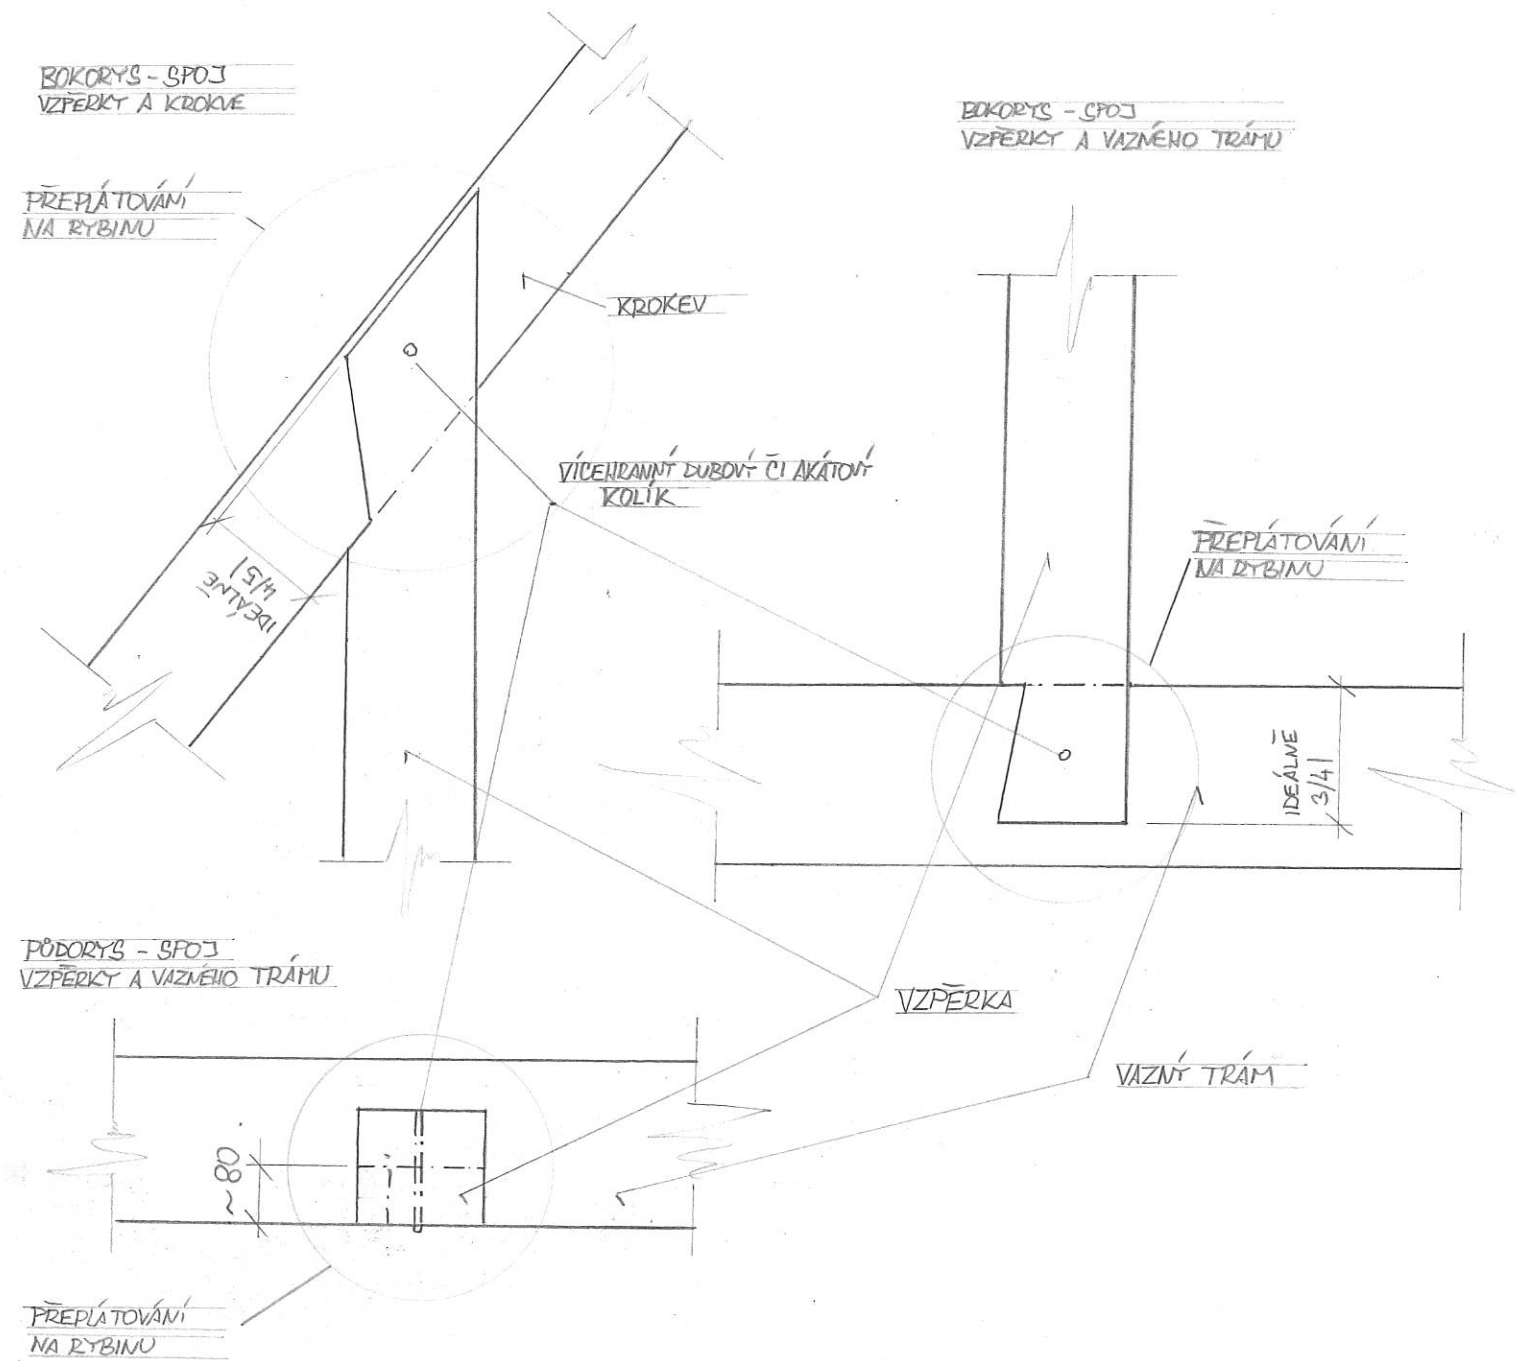 BOKORYS - SPOJ
VZPĚRKY A KROKVE
PŘEPLÁTOVÁNÍ
NA RYBINU
KROKEV
BOKORYS - SPOJ
VZPĚRKY A VAZNÉHO TRÁMU
VÍCEHRANNÝ DUBOVÝ ČI AKÁTOVÝ
KOLÍK
IDEÁLNĚ
4/5
PŘEPLÁTOVÁNÍ
NA RYBINU
IDEÁLNĚ
3/4
PŮDORYS - SPOJ
VZPĚRKY A VAZNÉHO TRÁMU
VZPĚRKA
VAZNÝ TRÁM
~80
PŘEPLÁTOVÁNÍ
NA RYBINU